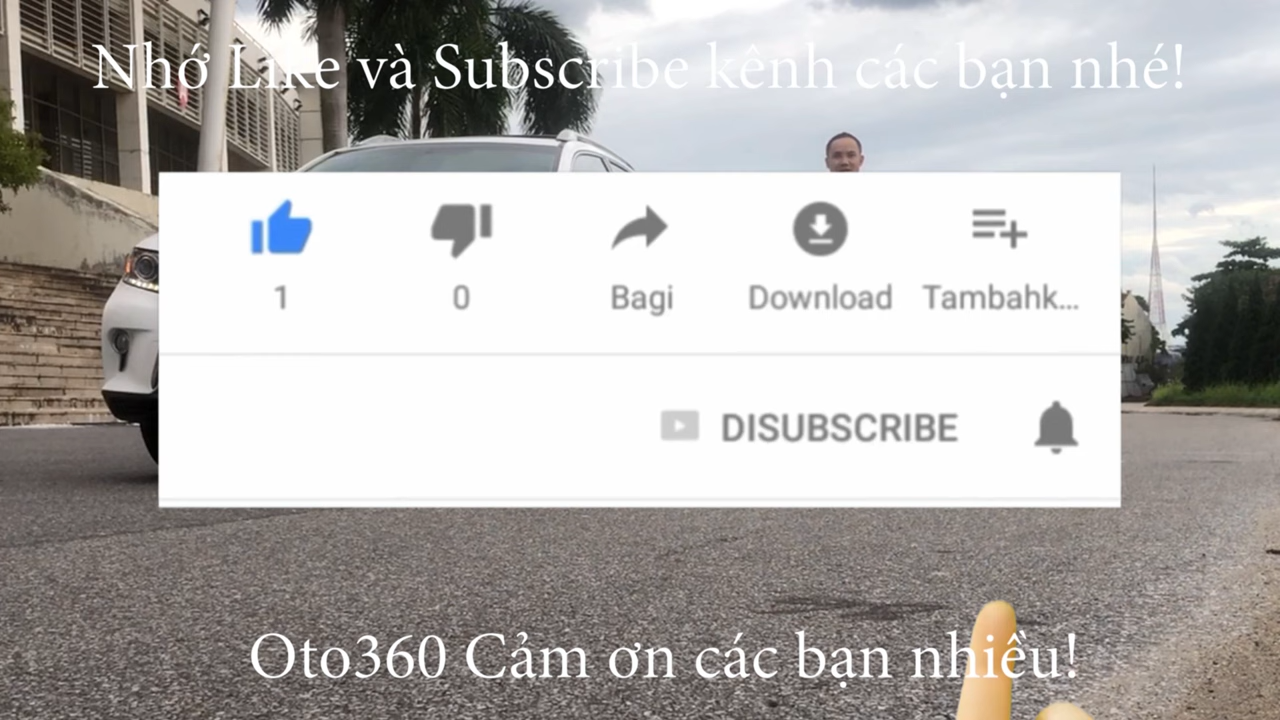 Nhớ Like và Subscribe kênh các bạn nhé!
1 0 Bagi Download Tambahk...
DISUBSCRIBE
Oto360 Cảm ơn các bạn nhiều!